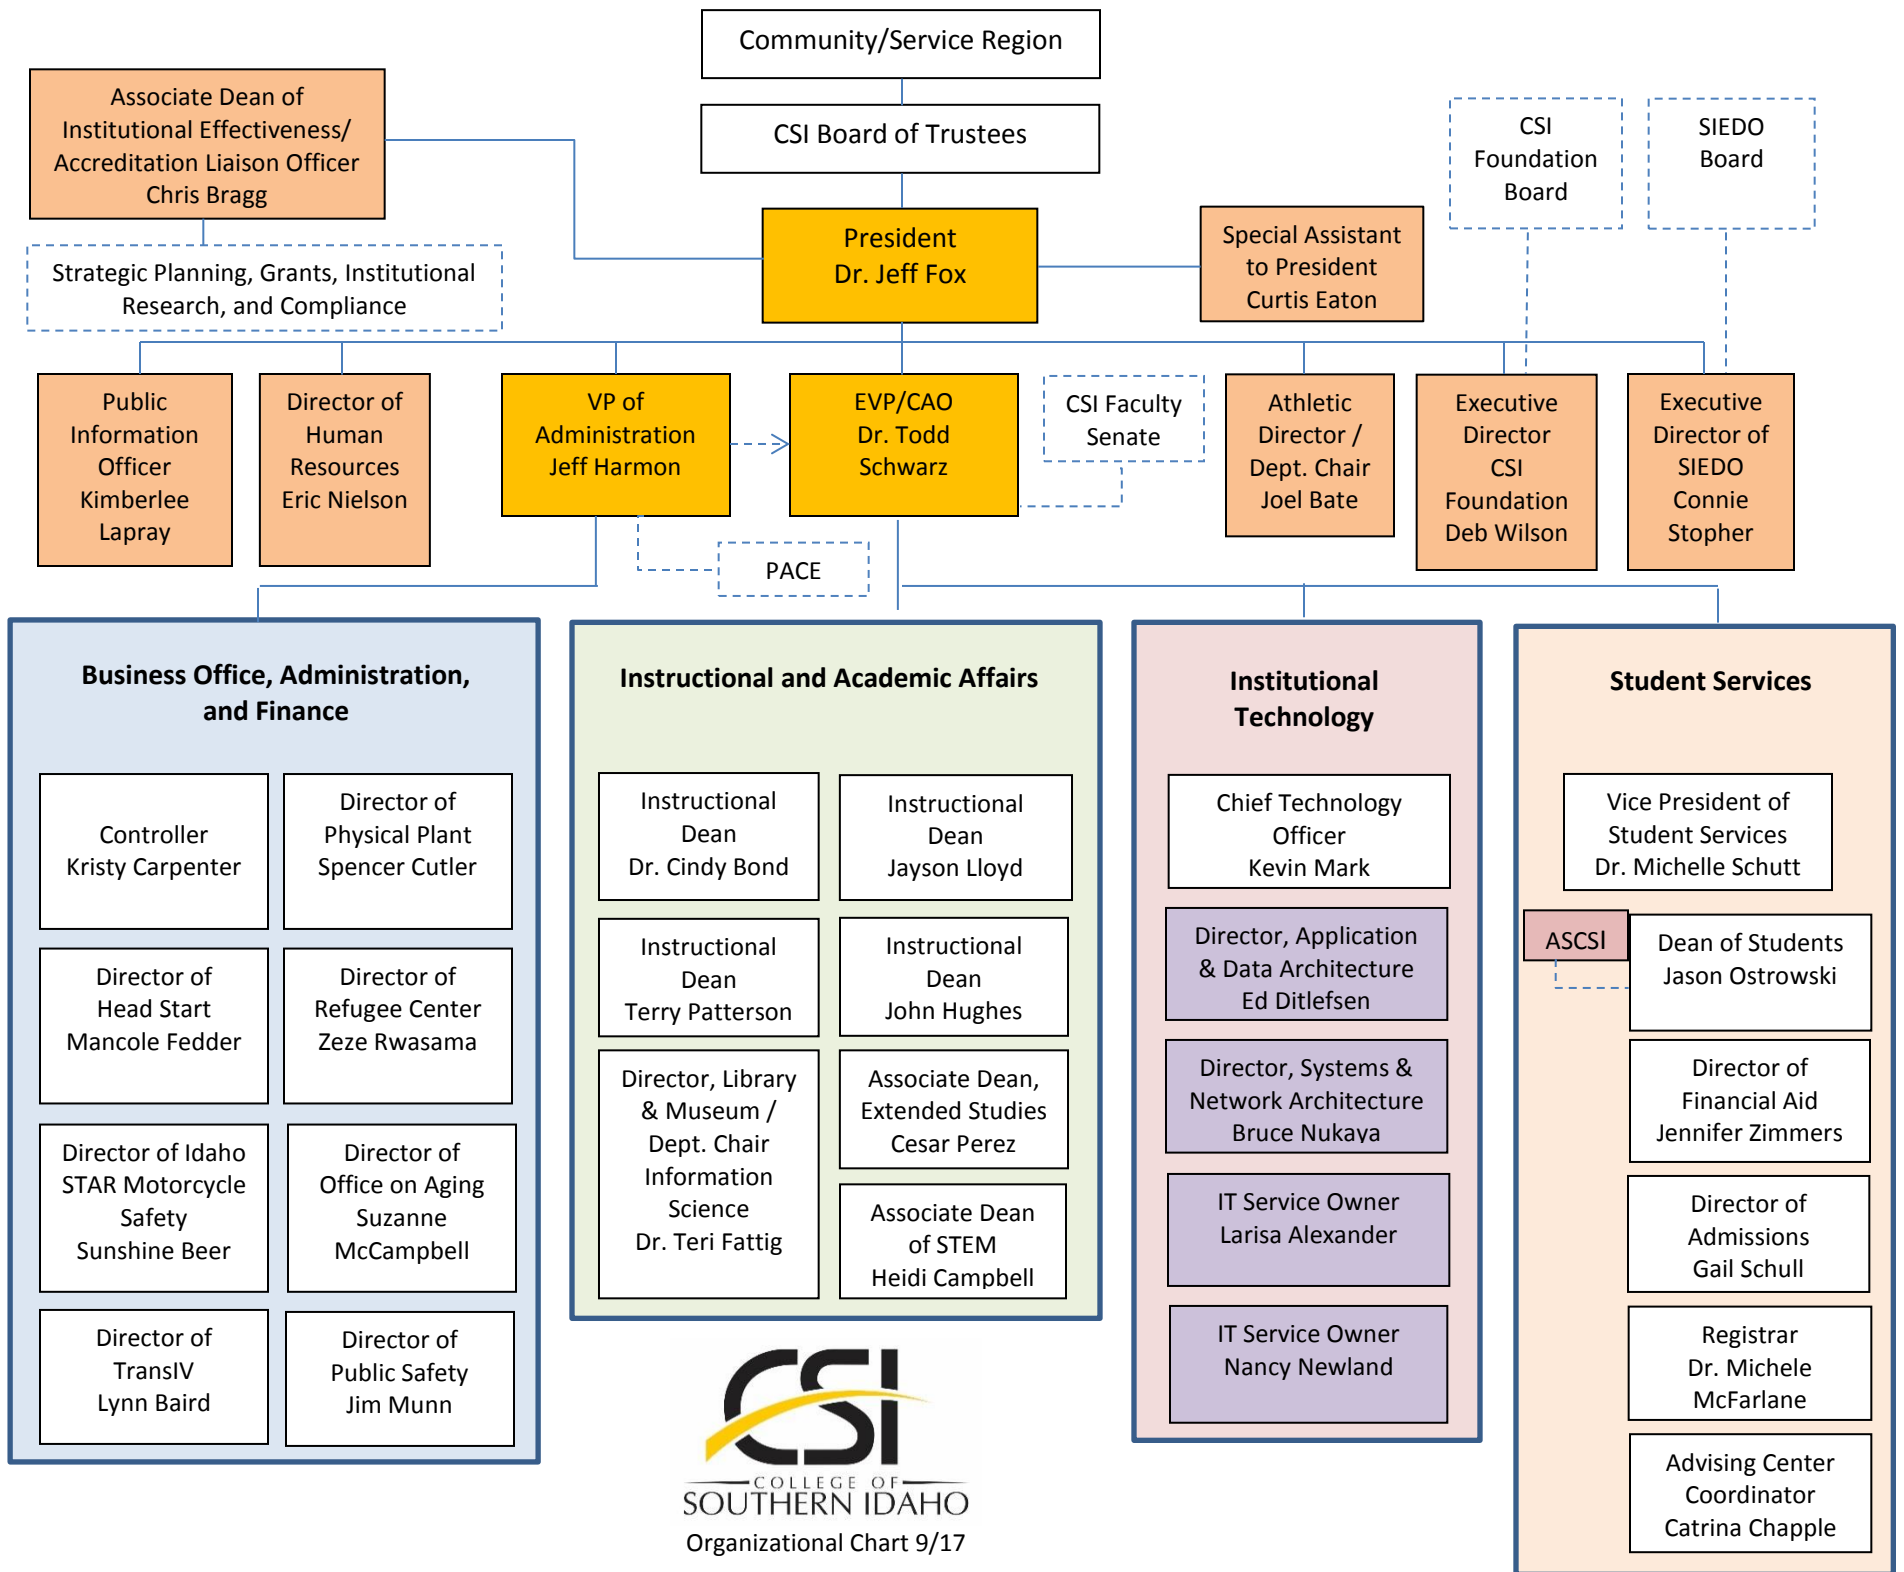 Community/Service Region
Associate Dean of
Institutional Effectiveness/
Accreditation Liaison Officer
Chris Bragg
CSI Board of Trustees
CSI
Foundation
Board
SIEDO
Board
Strategic Planning, Grants, Institutional
Research, and Compliance
President
Dr. Jeff Fox
Special Assistant
to President
Curtis Eaton
Public
Information
Officer
Kimberlee
Lapray
Director of
Human
Resources
Eric Nielson
VP of
Administration
Jeff Harmon
EVP/CAO
Dr. Todd
Schwarz
CSI Faculty
Senate
Athletic
Director /
Dept. Chair
Joel Bate
Executive
Director
CSI
Foundation
Deb Wilson
Executive
Director of
SIEDO
Connie
Stopher
PACE
Business Office, Administration,
and Finance
Controller
Kristy Carpenter
Director of
Physical Plant
Spencer Cutler
Director of
Head Start
Mancole Fedder
Director of
Refugee Center
Zeze Rwasama
Director of Idaho
STAR Motorcycle
Safety
Sunshine Beer
Director of
Office on Aging
Suzanne
McCampbell
Director of
TransIV
Lynn Baird
Director of
Public Safety
Jim Munn
Instructional and Academic Affairs
Instructional
Dean
Dr. Cindy Bond
Instructional
Dean
Jayson Lloyd
Instructional
Dean
Terry Patterson
Instructional
Dean
John Hughes
Director, Library
& Museum /
Dept. Chair
Information
Science
Dr. Teri Fattig
Associate Dean,
Extended Studies
Cesar Perez
Associate Dean
of STEM
Heidi Campbell
Institutional
Technology
Chief Technology
Officer
Kevin Mark
Director, Application
& Data Architecture
Ed Ditlefsen
Director, Systems &
Network Architecture
Bruce Nukaya
IT Service Owner
Larisa Alexander
IT Service Owner
Nancy Newland
Student Services
Vice President of
Student Services
Dr. Michelle Schutt
ASCSI
Dean of Students
Jason Ostrowski
Director of
Financial Aid
Jennifer Zimmers
Director of
Admissions
Gail Schull
Registrar
Dr. Michele
McFarlane
Advising Center
Coordinator
Catrina Chapple
CSI
COLLEGE OF
SOUTHERN IDAHO
Organizational Chart 9/17